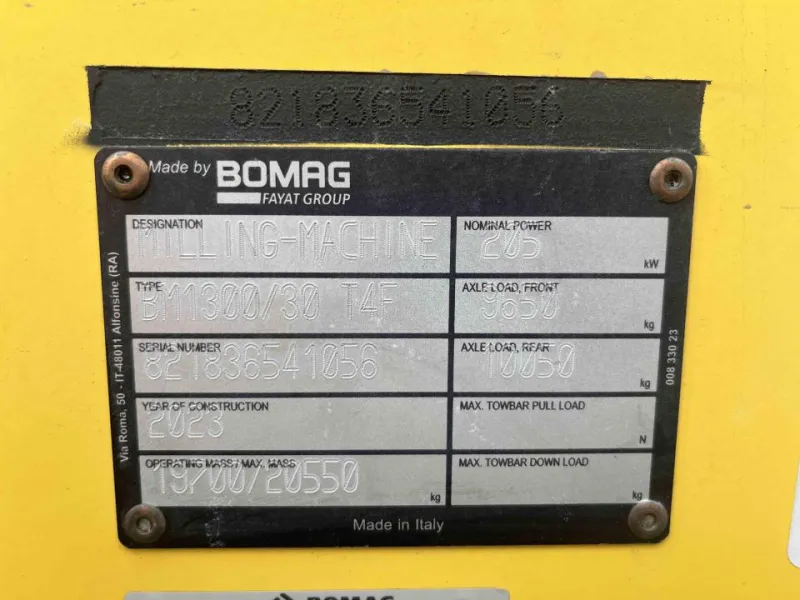 821836541056
Made by BOMAG
FAYAT GROUP
DESIGNATION
MILLING-MACHINE
NOMINAL POWER
205
kW
TYPE
BM1300/30 T4F
AXLE LOAD, FRONT
9650
kg
SERIAL NUMBER
821836541056
AXLE LOAD, REAR
10050
kg
YEAR OF CONSTRUCTION
2023
MAX. TOWBAR PULL LOAD
N
OPERATING MASS / MAX. MASS
19700/20550
kg
MAX. TOWBAR DOWN LOAD
kg
Made in Italy
Via Roma, 50 - IT-48011 Alfonsine (RA)
008 330 23
BOMAG